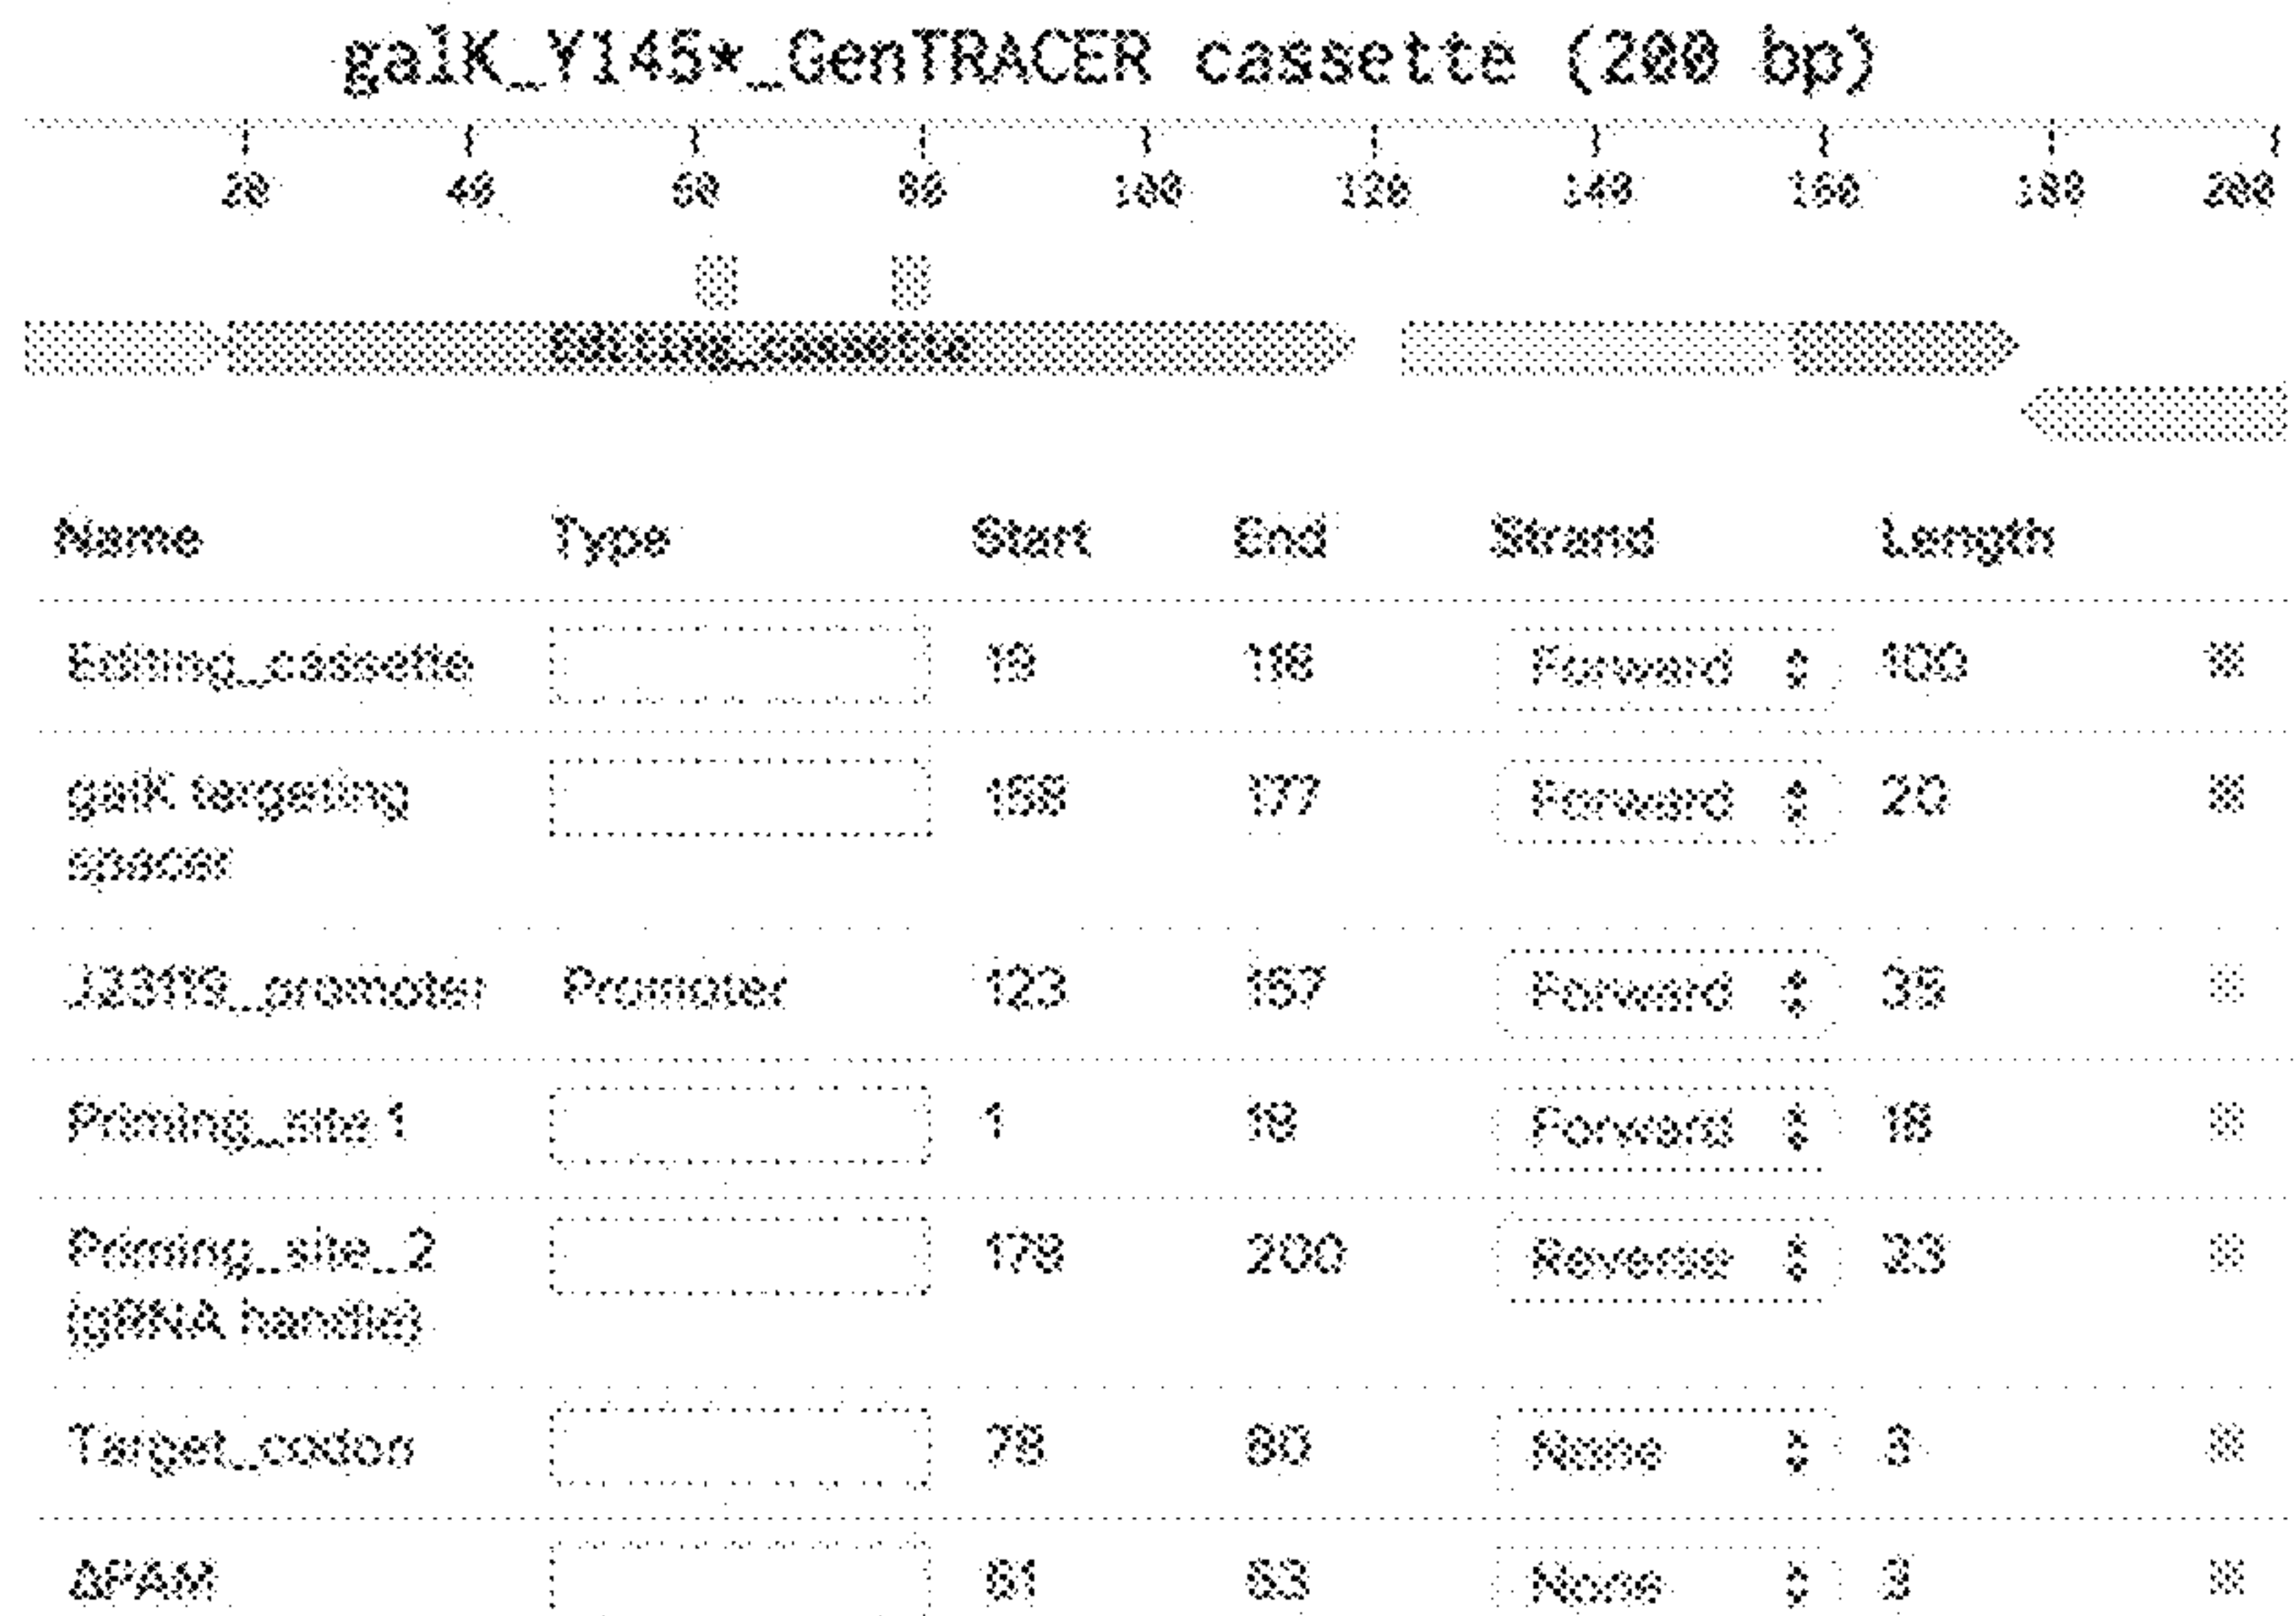 galK_Y145*_GenTRACER cassette (200 bp)
20 40 60 80 100 120 140 160 180 200
Editing_cassette
Name Type Start End Strand Length
Editing_cassette 19 118 Forward 100
galK targeting 158 177 Forward 20
spacer
J23119_promoter Promoter 123 157 Forward 35
Priming_site 1 1 18 Forward 18
Priming_site_2 178 200 Reverse 23
(gRNA handle)
Target_codon 78 80 None 3
ΔPAM 61 63 None 3